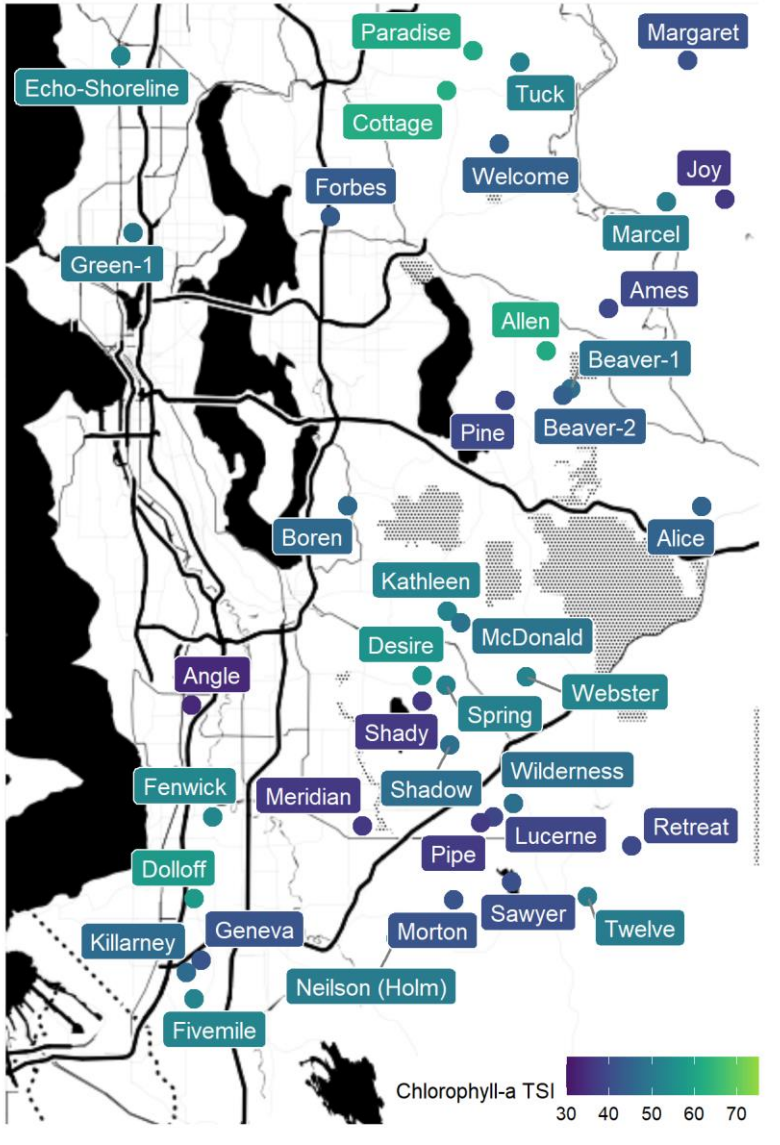 Paradise
Margaret
Echo-Shoreline
Tuck
Cottage
Welcome
Joy
Forbes
Marcel
Green-1
Ames
Allen
Beaver-1
Pine
Beaver-2
Boren
Alice
Kathleen
McDonald
Desire
Angle
Webster
Spring
Shady
Wilderness
Shadow
Fenwick
Meridian
Lucerne
Retreat
Pipe
Dolloff
Sawyer
Killarney
Geneva
Morton
Twelve
Neilson (Holm)
Fivemile
Chlorophyll-a TSI
30 40 50 60 70